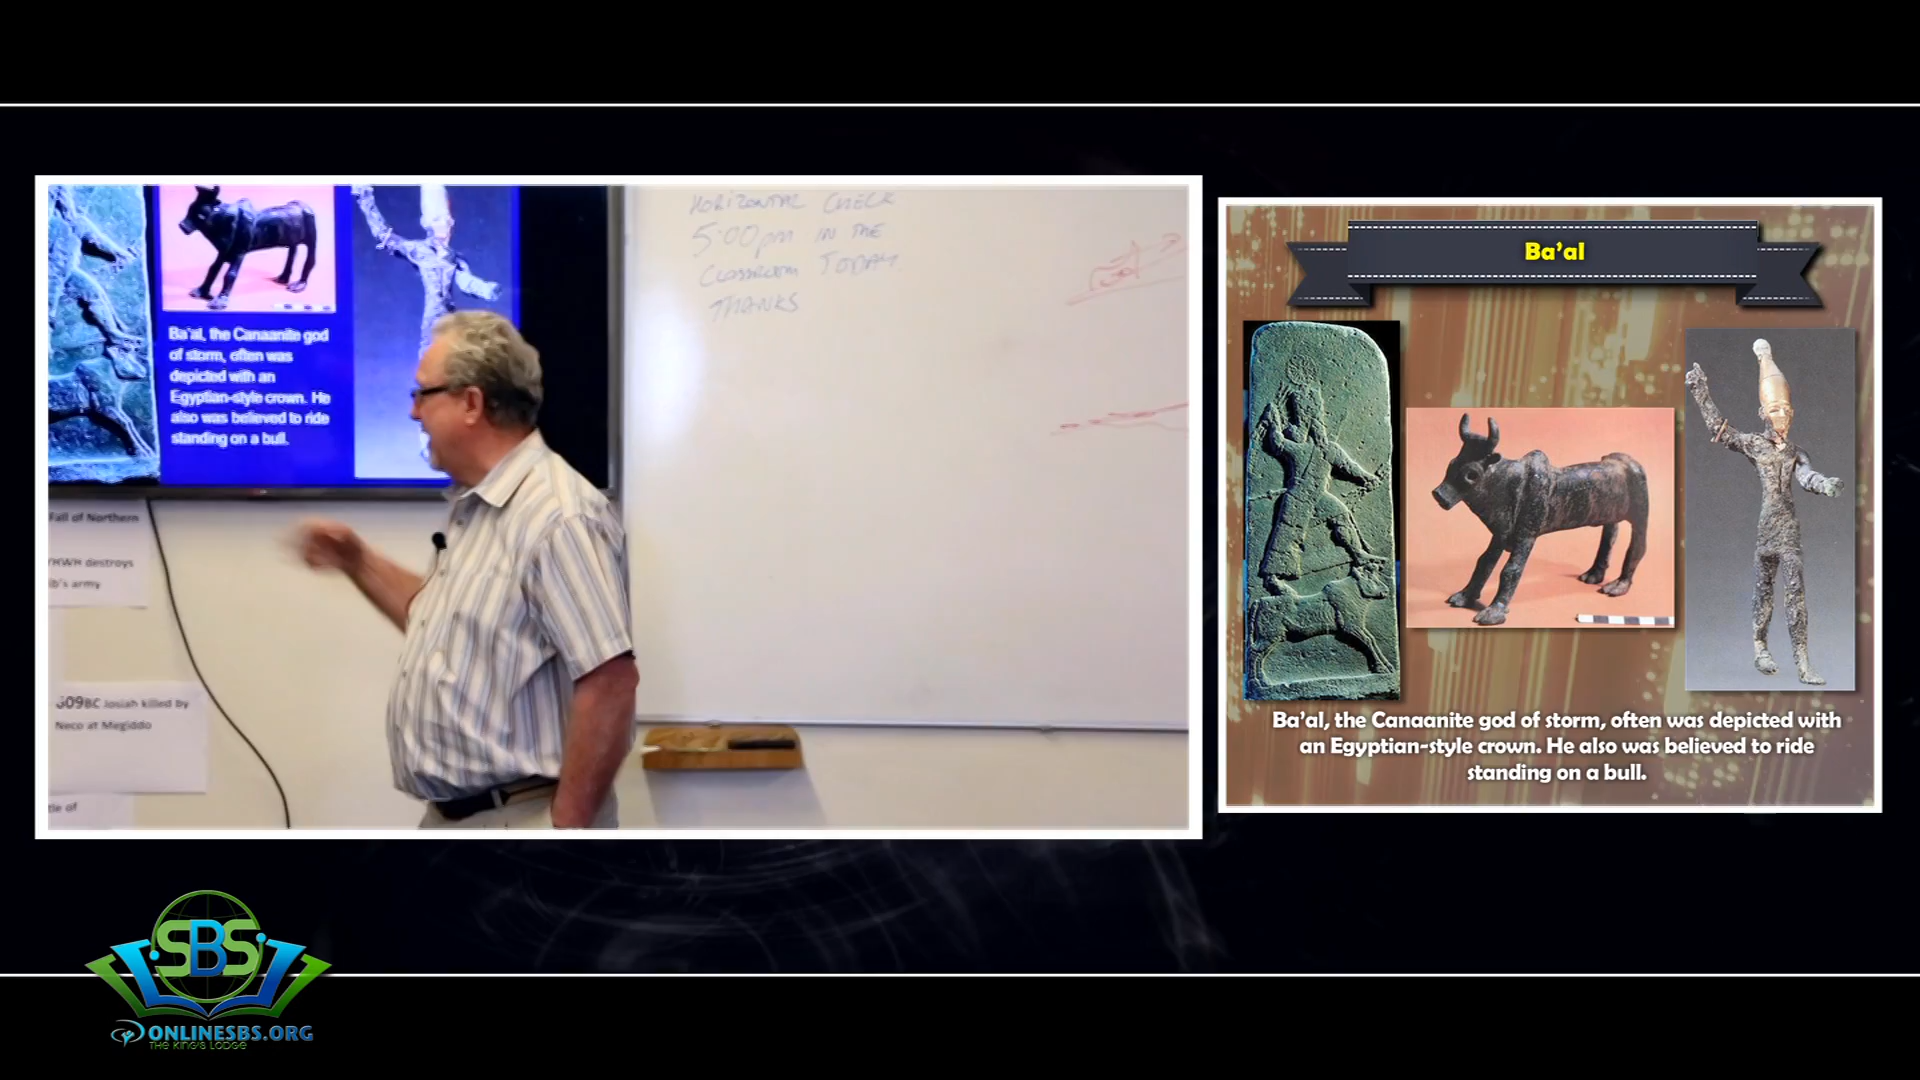 Ba'al, the Canaanite god
of storm, often was
depicted with an
Egyptian-style crown. He
also was believed to ride
standing on a bull.
Fall of Northern
YHWH destroys
ib's army
609BC Josiah killed by
Neco at Megiddo
tle of
HORIZONTAL CHECK
5:00pm IN THE
CLASSROOM TODAY.
THANKS
Ba’al
Ba’al, the Canaanite god of storm, often was depicted with
an Egyptian-style crown. He also was believed to ride
standing on a bull.
SBS
ONLINESBS.ORG
THE KING'S LODGE